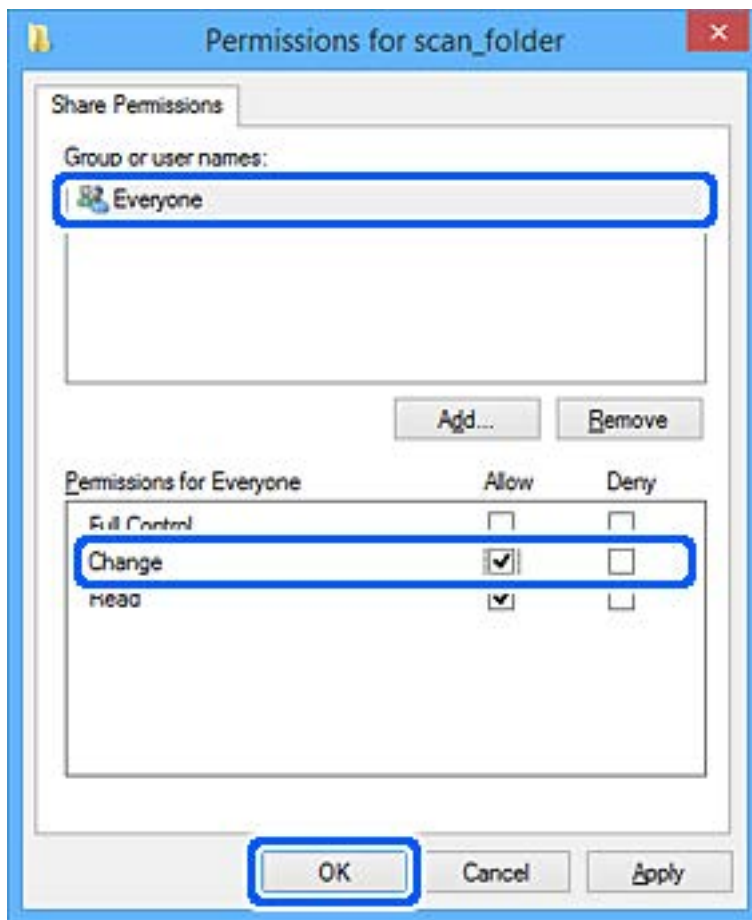 Permissions for scan_folder
Share Permissions
Group or user names:
Everyone
Add... Remove
Permissions for Everyone Allow Deny
Full Control
Change
Read
OK Cancel Apply